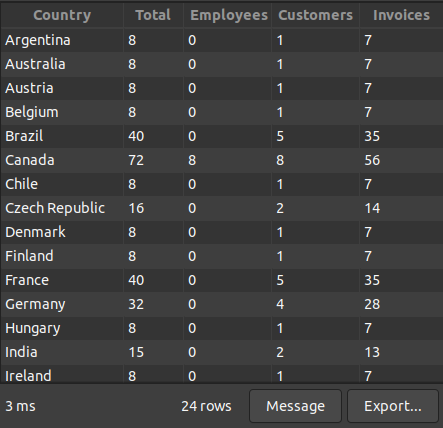 Country Total Employees Customers Invoices
Argentina 8 0 1 7
Australia 8 0 1 7
Austria 8 0 1 7
Belgium 8 0 1 7
Brazil 40 0 5 35
Canada 72 8 8 56
Chile 8 0 1 7
Czech Republic 16 0 2 14
Denmark 8 0 1 7
Finland 8 0 1 7
France 40 0 5 35
Germany 32 0 4 28
Hungary 8 0 1 7
India 15 0 2 13
Ireland 8 0 1 7
3 ms 24 rows Message Export...